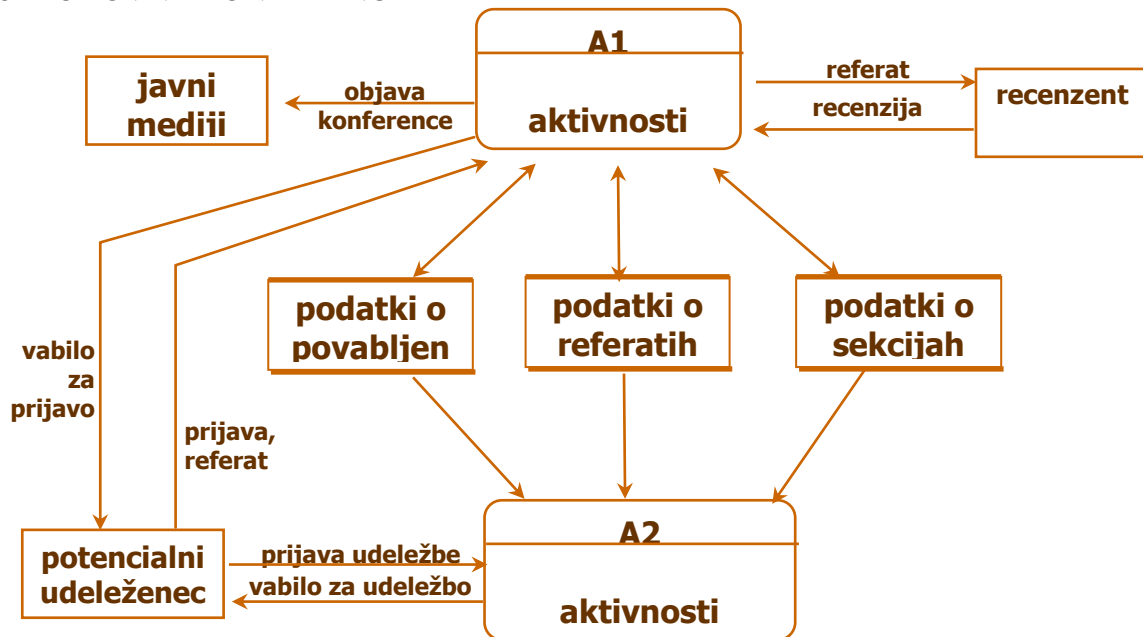 A1
javni
mediji
objava
konference
aktivnosti
referat
recenzija
recenzent
podatki o
povabljen
podatki o
referatih
podatki o
sekcijah
vabilo
za
prijavo
prijava,
referat
A2
potencialni
udeleženec
prijava udeležbe
vabilo za udeležbo
aktivnosti